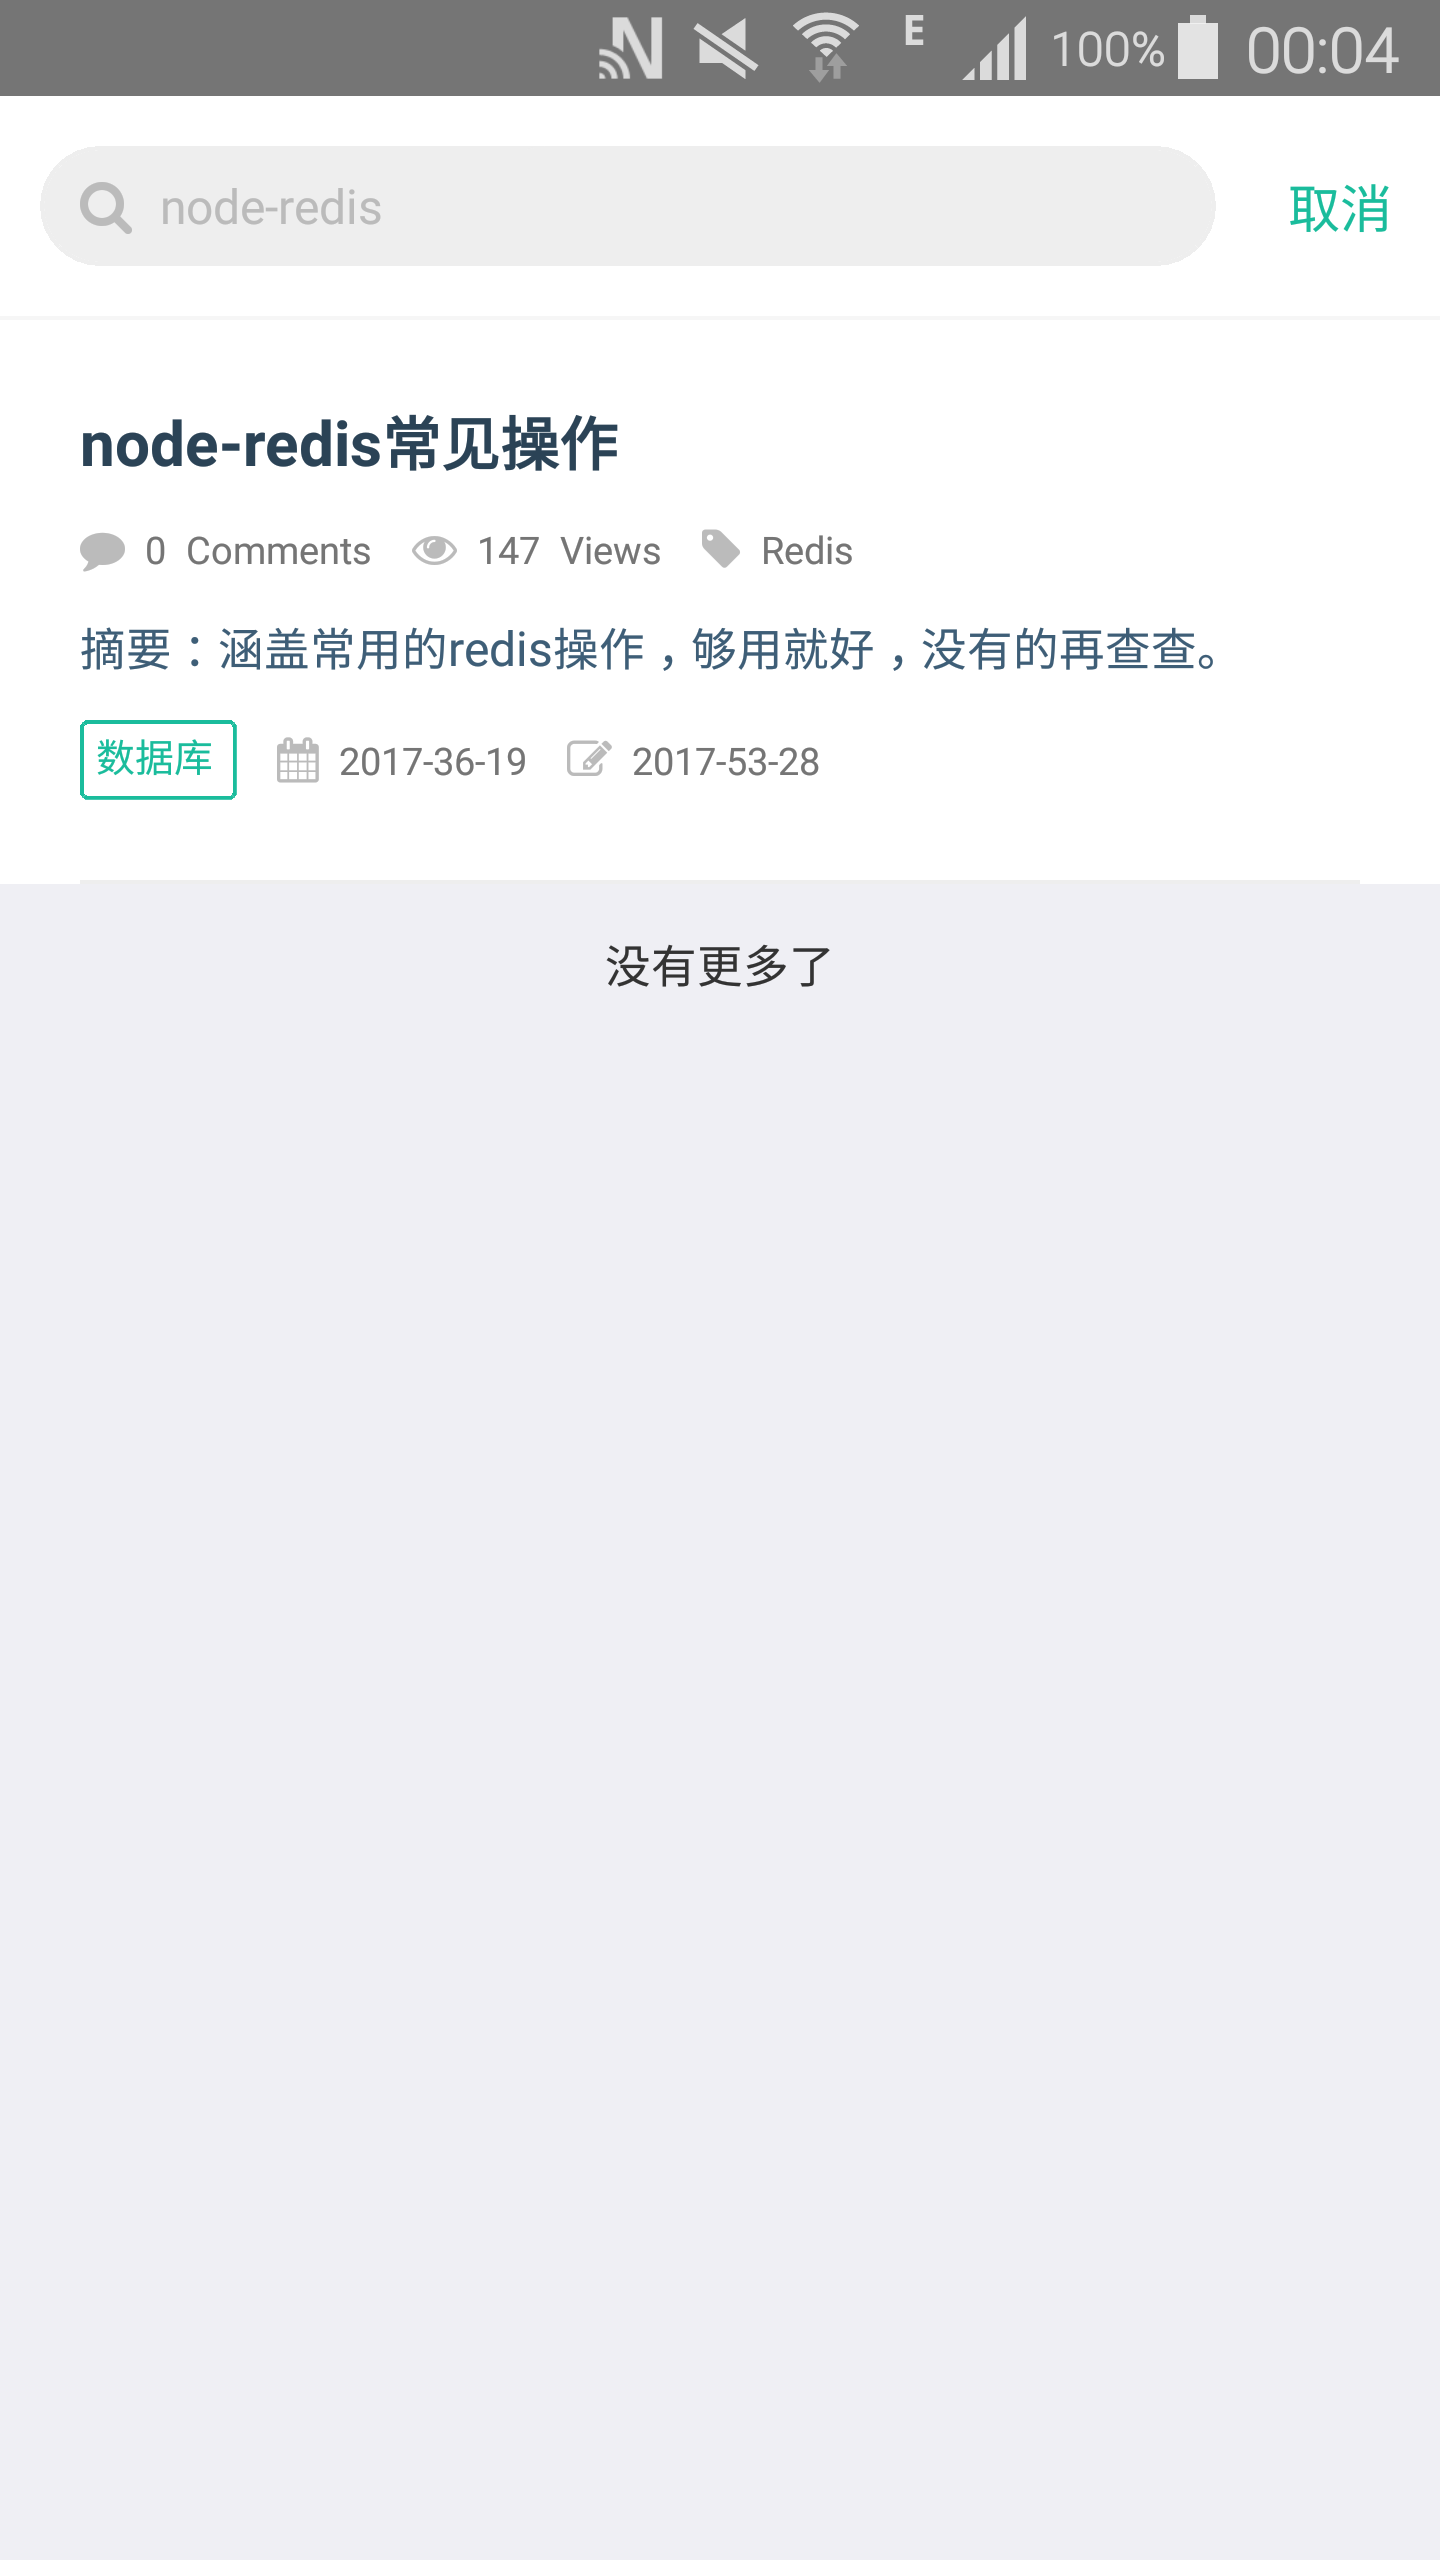 E 100% 00:04
node-redis 取消
node-redis常见操作
0 Comments 147 Views Redis
摘要：涵盖常用的redis操作，够用就好，没有的再查查。
数据库 2017-36-19 2017-53-28
没有更多了